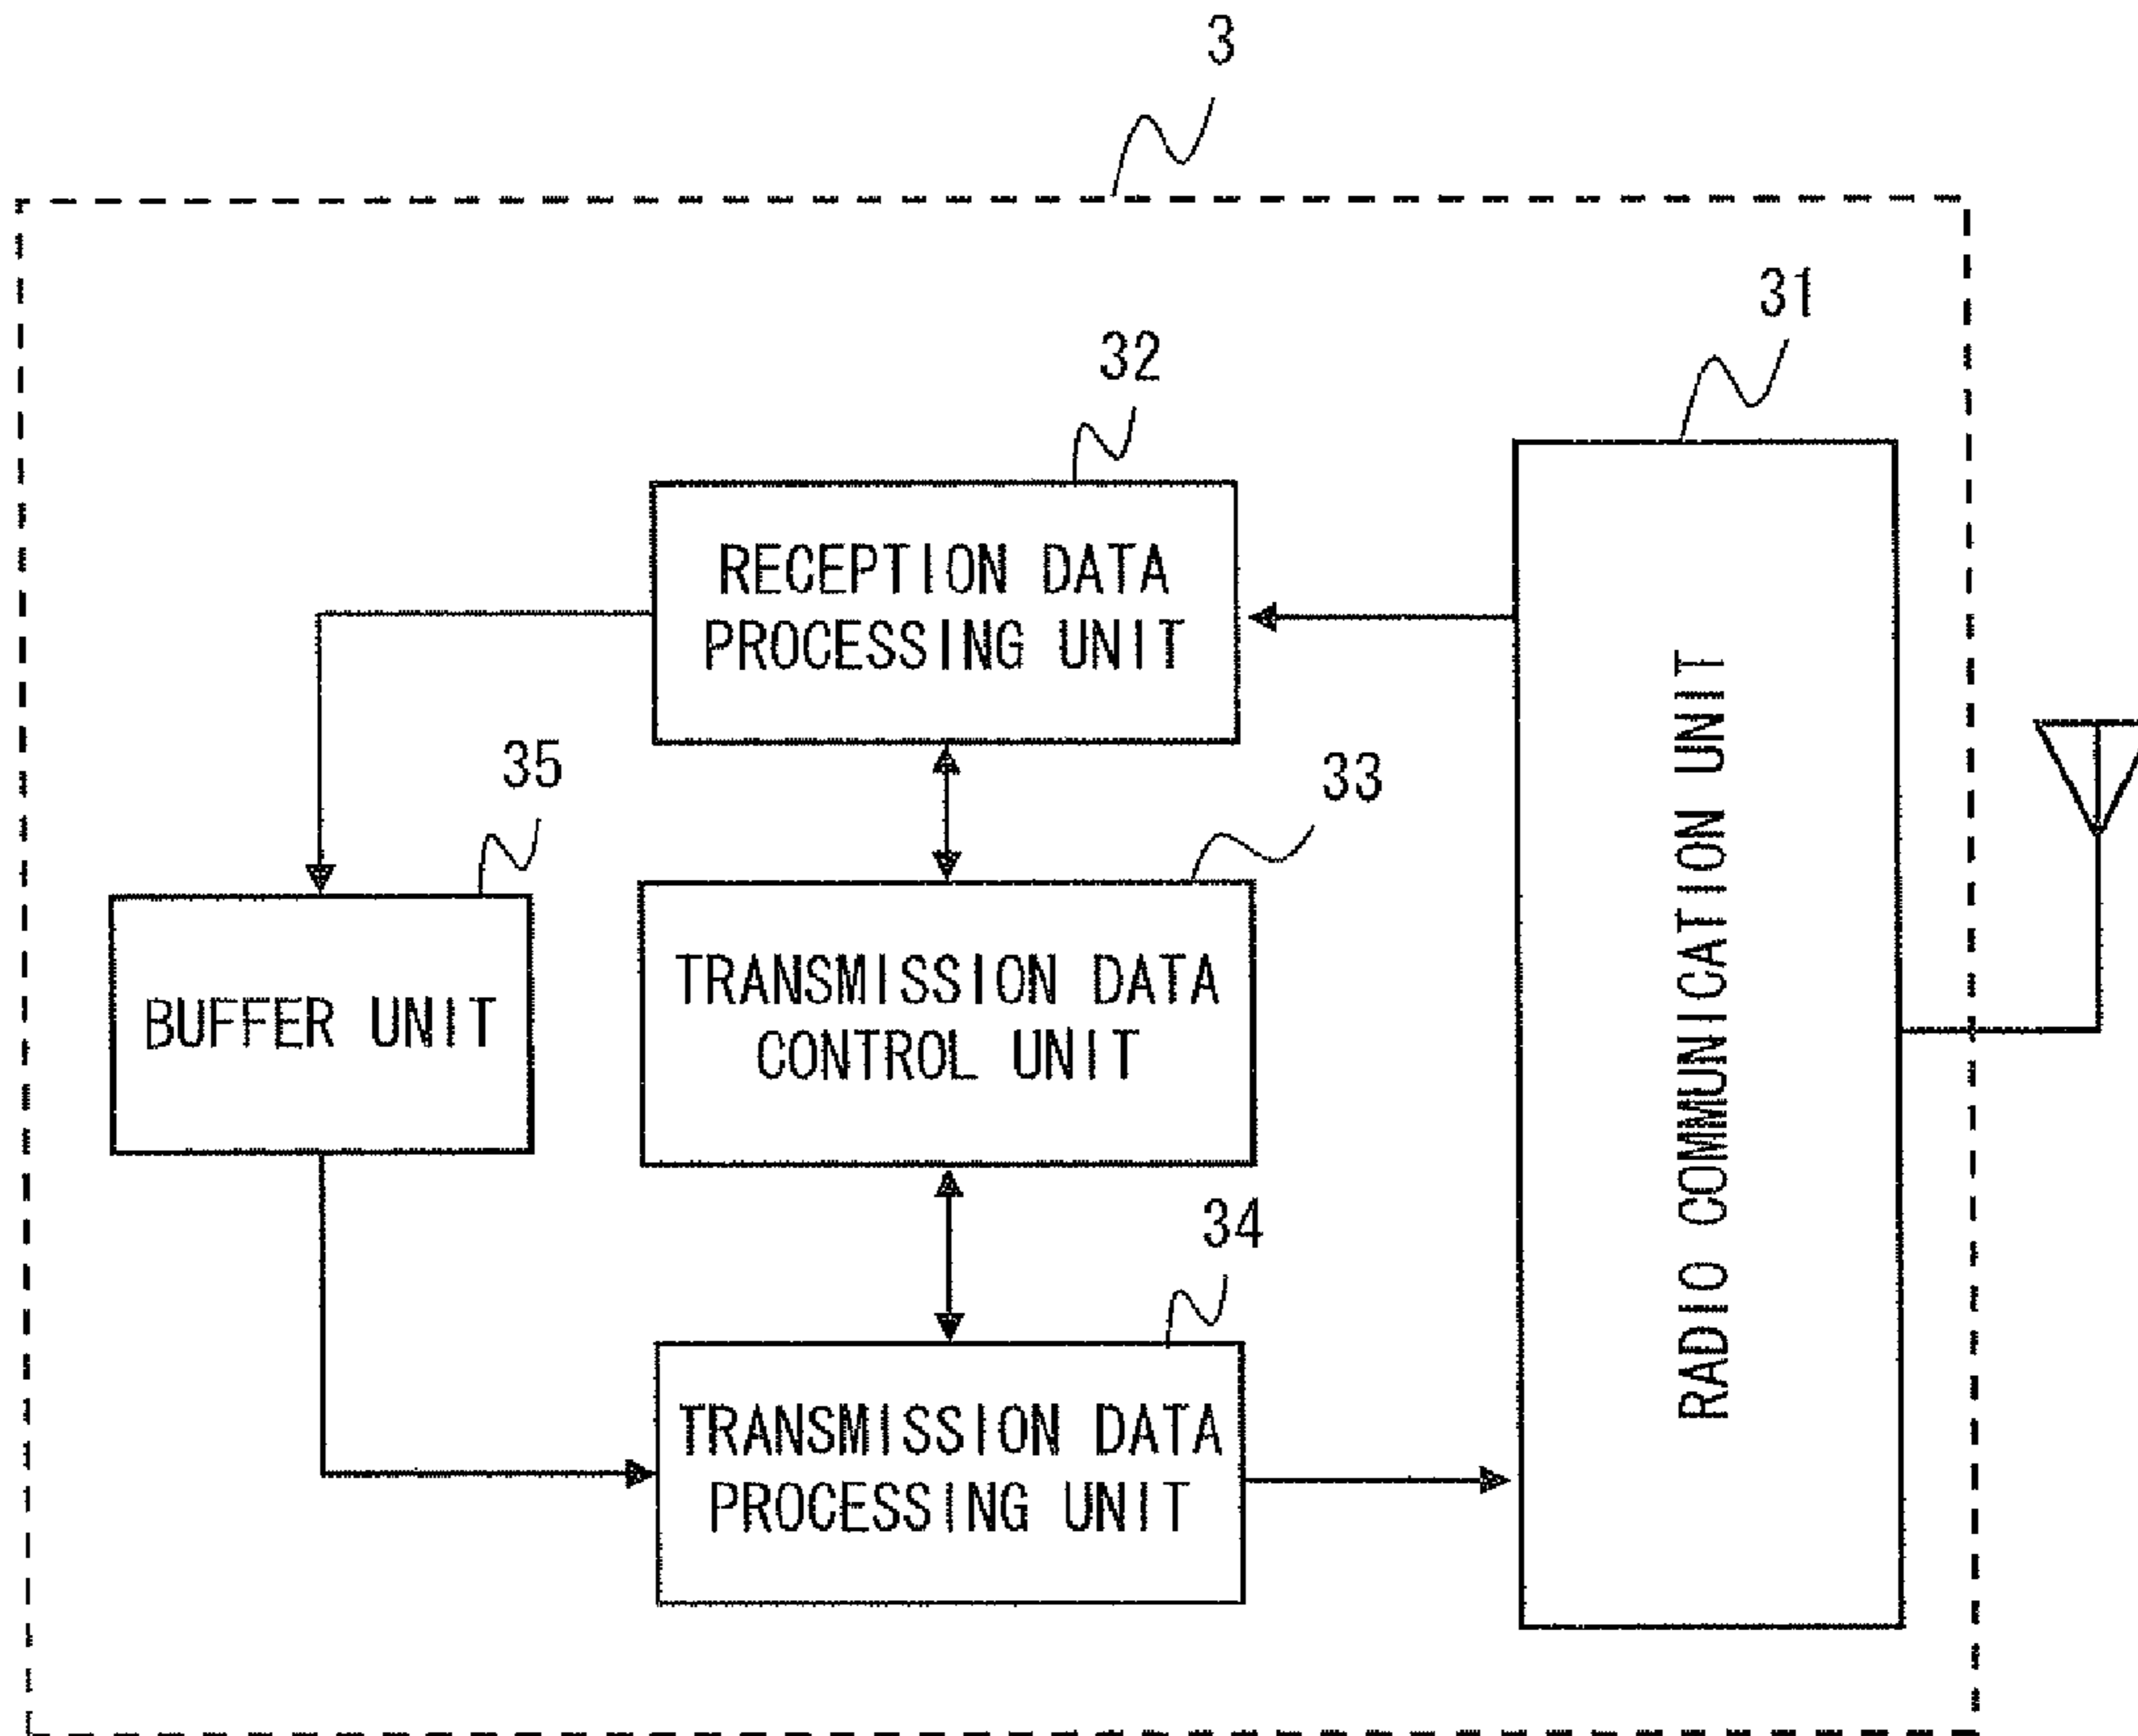 3
31
32
RECEPTION DATA
PROCESSING UNIT
35
33
BUFFER UNIT
TRANSMISSION DATA
CONTROL UNIT
RADIO COMMUNICATION UNIT
34
TRANSMISSION DATA
PROCESSING UNIT